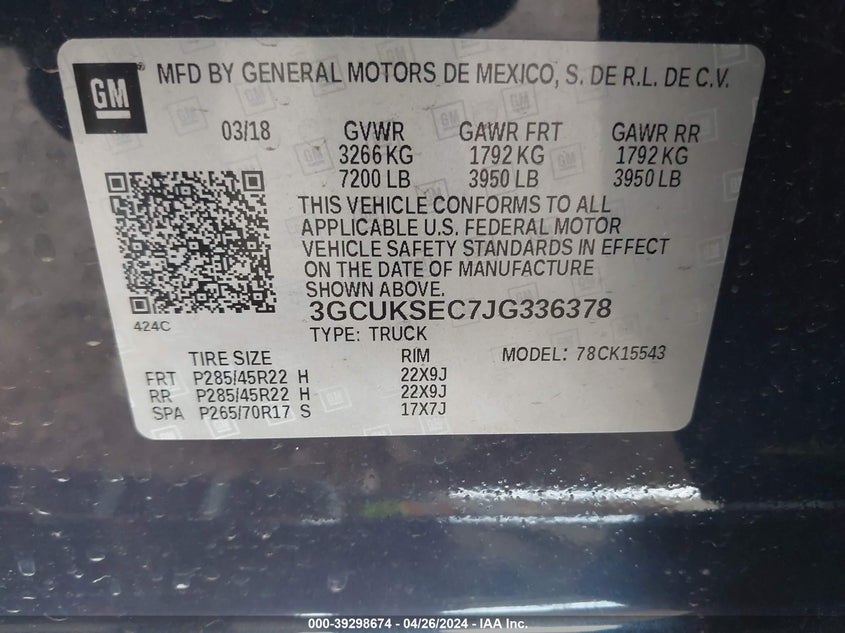 GM
MFD BY GENERAL MOTORS DE MEXICO, S. DE R.L. DE C.V.
03/18 GVWR GAWR FRT GAWR RR
3266 KG 1792 KG 1792 KG
7200 LB 3950 LB 3950 LB
THIS VEHICLE CONFORMS TO ALL
APPLICABLE U.S. FEDERAL MOTOR
VEHICLE SAFETY STANDARDS IN EFFECT
ON THE DATE OF MANUFACTURE
SHOWN ABOVE.
3GCUKSEC7JG336378
424C
TYPE: TRUCK
TIRE SIZE RIM MODEL: 78CK15543
FRT P285/45R22 H 22X9J
RR P285/45R22 H 22X9J
SPA P265/70R17 S 17X7J
000-39298674 / 04/26/2024 - IAA Inc.